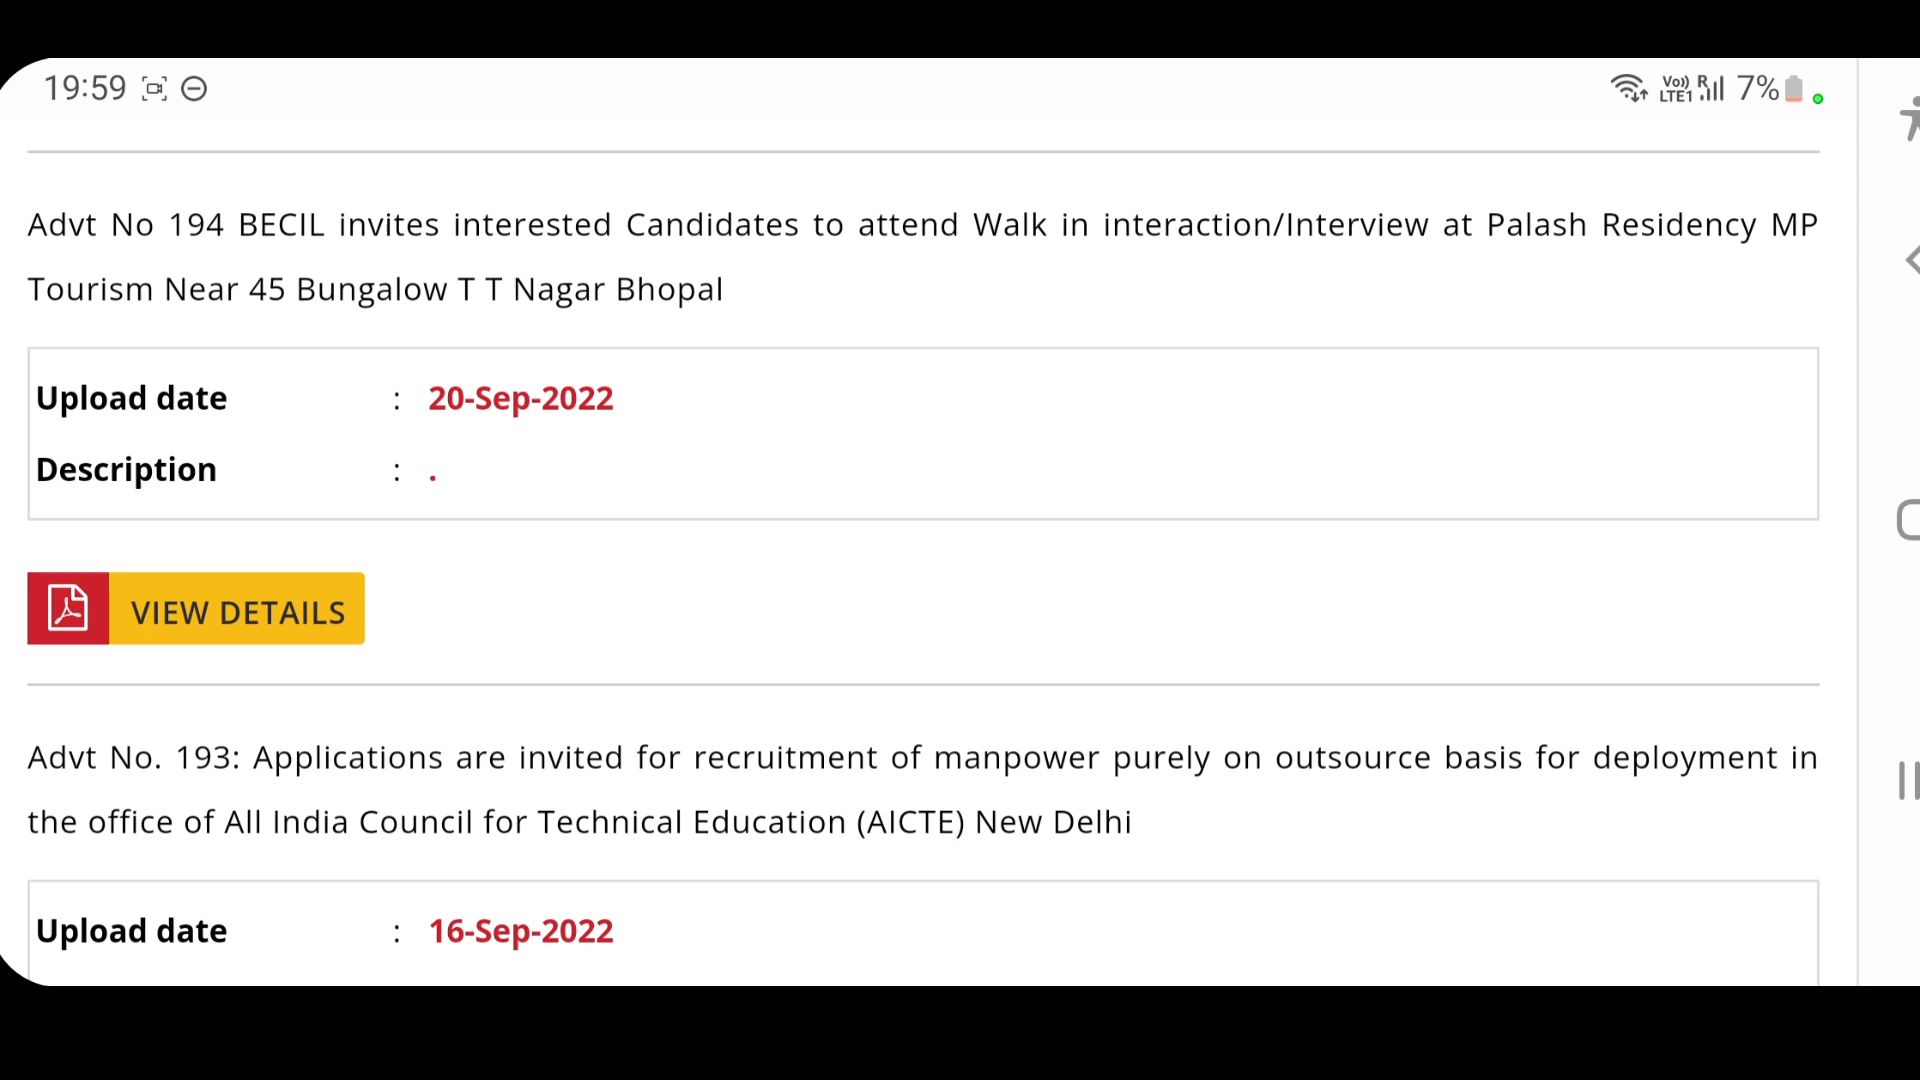 19:59
Vo)) R 7%
LTE1
Advt No 194 BECIL invites interested Candidates to attend Walk in interaction/Interview at Palash Residency MP
Tourism Near 45 Bungalow T T Nagar Bhopal
Upload date : 20-Sep-2022
Description : .
VIEW DETAILS
Advt No. 193: Applications are invited for recruitment of manpower purely on outsource basis for deployment in
the office of All India Council for Technical Education (AICTE) New Delhi
Upload date : 16-Sep-2022